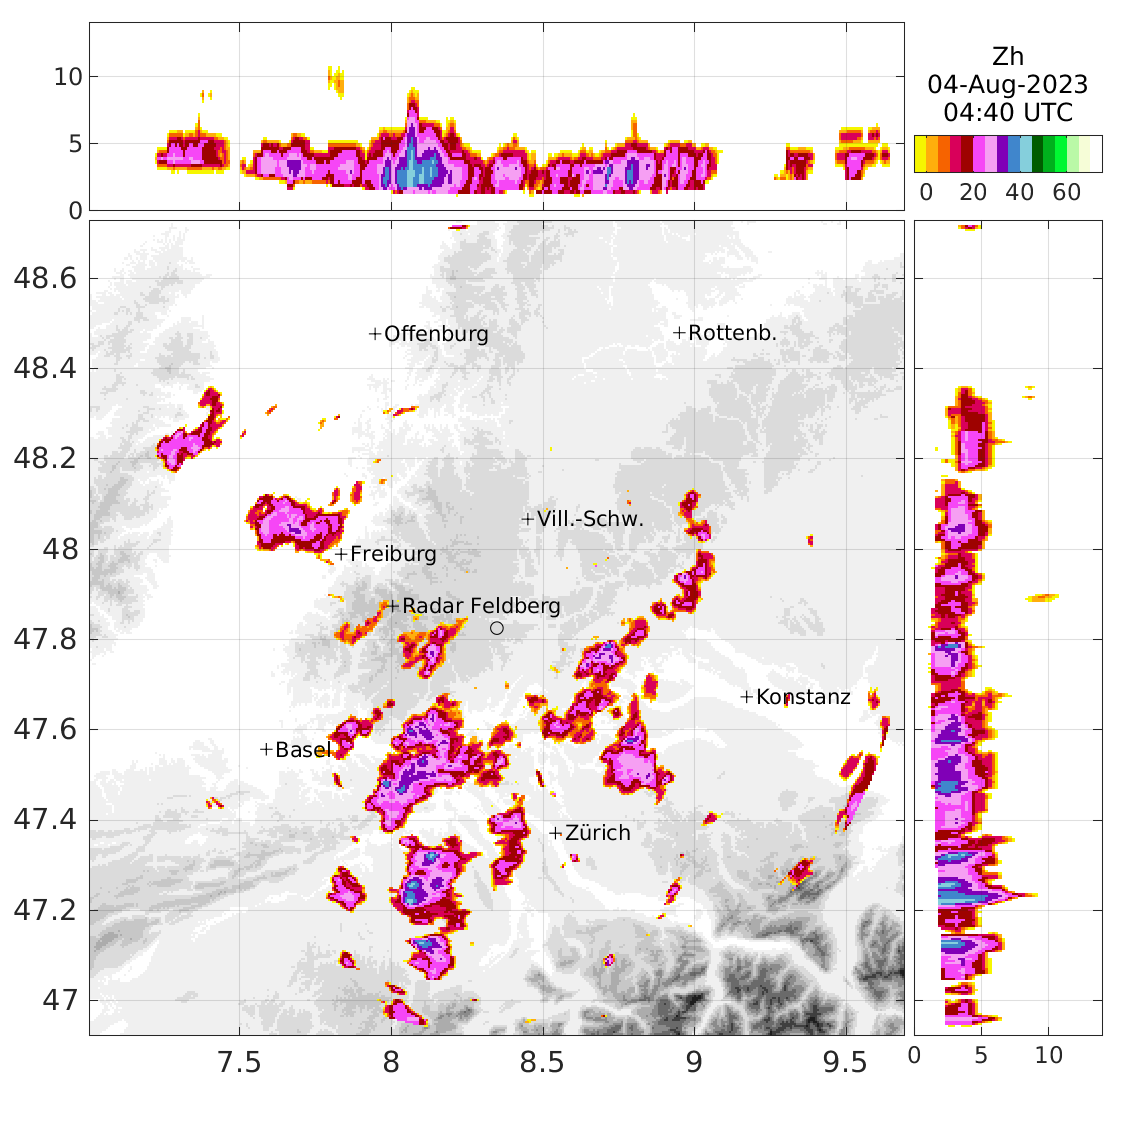 10
5
0
Zh
04-Aug-2023
04:40 UTC
0 20 40 60
48.6
48.4
48.2
48
47.8
47.6
47.4
47.2
47
+Offenburg
+Rottenb.
+Vill.-Schw.
+Freiburg
+Radar Feldberg
+Konstanz
+Basel
+Zürich
7.5 8 8.5 9 9.5
0 5 10